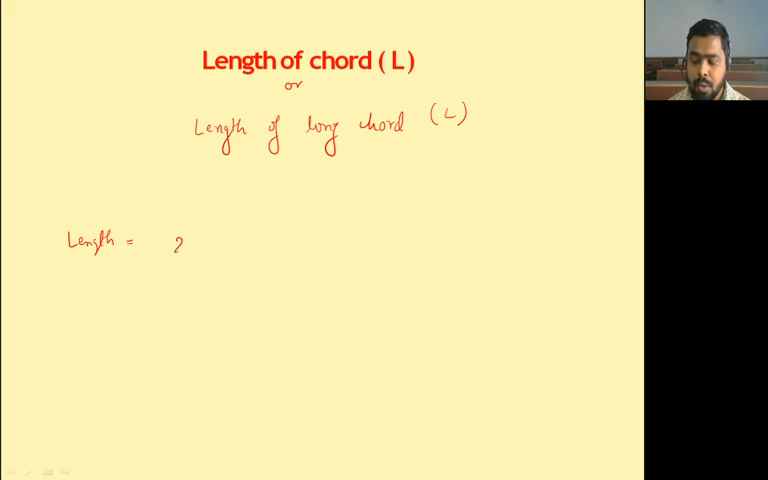 Length of chord ( L )
or
Length of long chord (L)
Length = 2